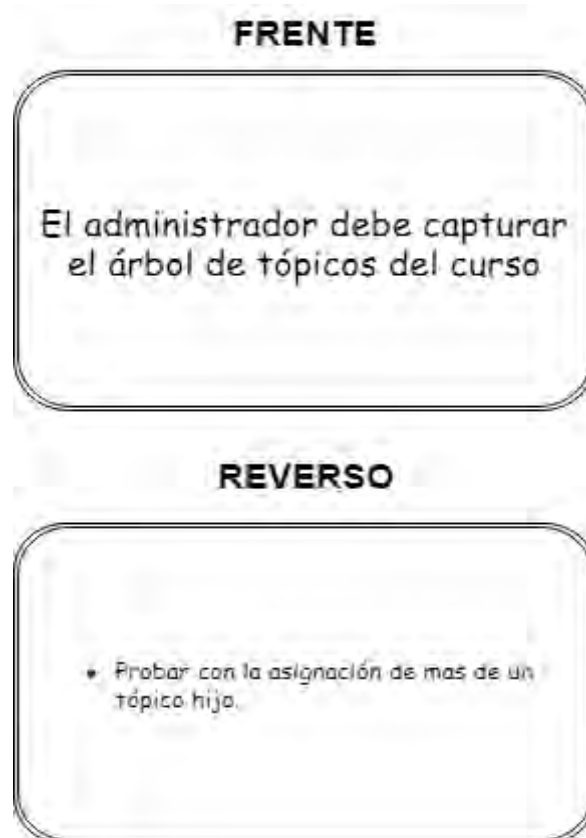 FRENTE
El administrador debe capturar
el árbol de tópicos del curso
REVERSO
• Probar con la asignación de mas de un
tópico hijo.